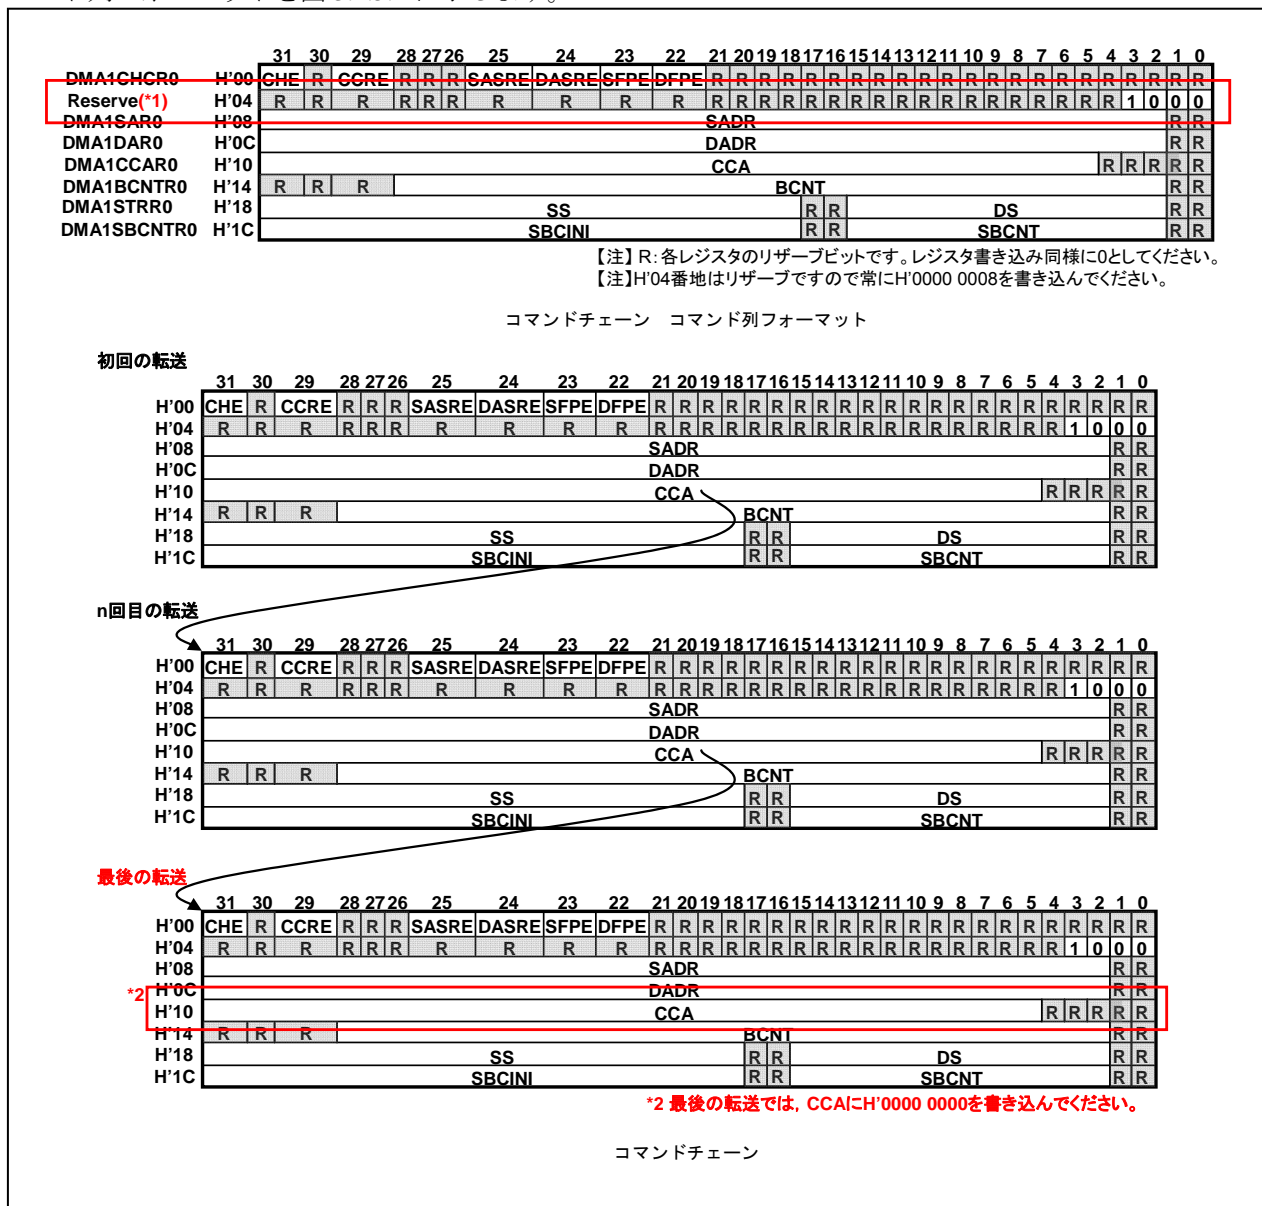 31 30 29 28 27 26 25 24 23 22 21 20 19 18 17 16 15 14 13 12 11 10 9 8 7 6 5 4 3 2 1 0
DMA1CHCR0 H'00 CHE R CCRE R R R SASRE DASRE SFPE DFPE R R R R R R R R R R R R R R R R R R R R R R
Reserve(*1) H'04 R R R R R R R R R R R R R R R R R R R R R R R R R R R R 1 0 0 0
DMA1SAR0 H'08 SADR R R
DMA1DAR0 H'0C DADR R R
DMA1CCAR0 H'10 CCA R R R R R
DMA1BCNTR0 H'14 R R R BCNT R R
DMA1STRR0 H'18 SS R R DS R R
DMA1SBCNTR0 H'1C SBCINI R R SBCNT R R
【注】 R: 各レジスタのリザーブビットです。レジスタ書き込み同様に0としてください。
【注】H'04番地はリザーブですので常にH'0000 0008を書き込んでください。
コマンドチェーン コマンド列フォーマット
初回の転送
31 30 29 28 27 26 25 24 23 22 21 20 19 18 17 16 15 14 13 12 11 10 9 8 7 6 5 4 3 2 1 0
H'00 CHE R CCRE R R R SASRE DASRE SFPE DFPE R R R R R R R R R R R R R R R R R R R R R R
H'04 R R R R R R R R R R R R R R R R R R R R R R R R R R R R 1 0 0 0
H'08 SADR R R
H'0C DADR R R
H'10 CCA R R R R R
H'14 R R R BCNT R R
H'18 SS R R DS R R
H'1C SBCINI R R SBCNT R R
n回目の転送
31 30 29 28 27 26 25 24 23 22 21 20 19 18 17 16 15 14 13 12 11 10 9 8 7 6 5 4 3 2 1 0
H'00 CHE R CCRE R R R SASRE DASRE SFPE DFPE R R R R R R R R R R R R R R R R R R R R R R
H'04 R R R R R R R R R R R R R R R R R R R R R R R R R R R R 1 0 0 0
H'08 SADR R R
H'0C DADR R R
H'10 CCA R R R R R
H'14 R R R BCNT R R
H'18 SS R R DS R R
H'1C SBCINI R R SBCNT R R
最後の転送
31 30 29 28 27 26 25 24 23 22 21 20 19 18 17 16 15 14 13 12 11 10 9 8 7 6 5 4 3 2 1 0
H'00 CHE R CCRE R R R SASRE DASRE SFPE DFPE R R R R R R R R R R R R R R R R R R R R R R
H'04 R R R R R R R R R R R R R R R R R R R R R R R R R R R R 1 0 0 0
H'08 SADR R R
H'0C DADR R R
*2 H'10 CCA R R R R R
H'14 R R R BCNT R R
H'18 SS R R DS R R
H'1C SBCINI R R SBCNT R R
*2 最後の転送では, CCAにH'0000 0000を書き込んでください。
コマンドチェーン